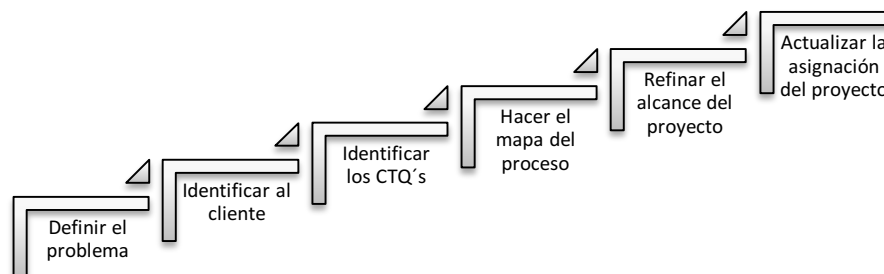 Definir el
problema
Identificar al
cliente
Identificar
los CTQ´s
Hacer el
mapa del
proceso
Refinar el
alcance del
proyecto
Actualizar la
asignación
del proyecto